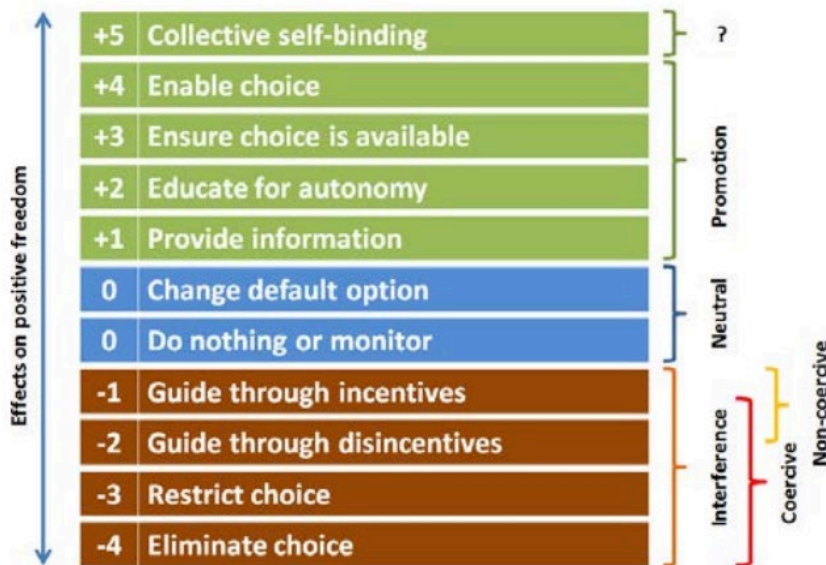 Effects on positive freedom
+5 Collective self-binding
?
+4 Enable choice
+3 Ensure choice is available
+2 Educate for autonomy
+1 Provide information
Promotion
0 Change default option
0 Do nothing or monitor
Neutral
-1 Guide through incentives
-2 Guide through disincentives
-3 Restrict choice
-4 Eliminate choice
Interference
Coercive
Non-coercive